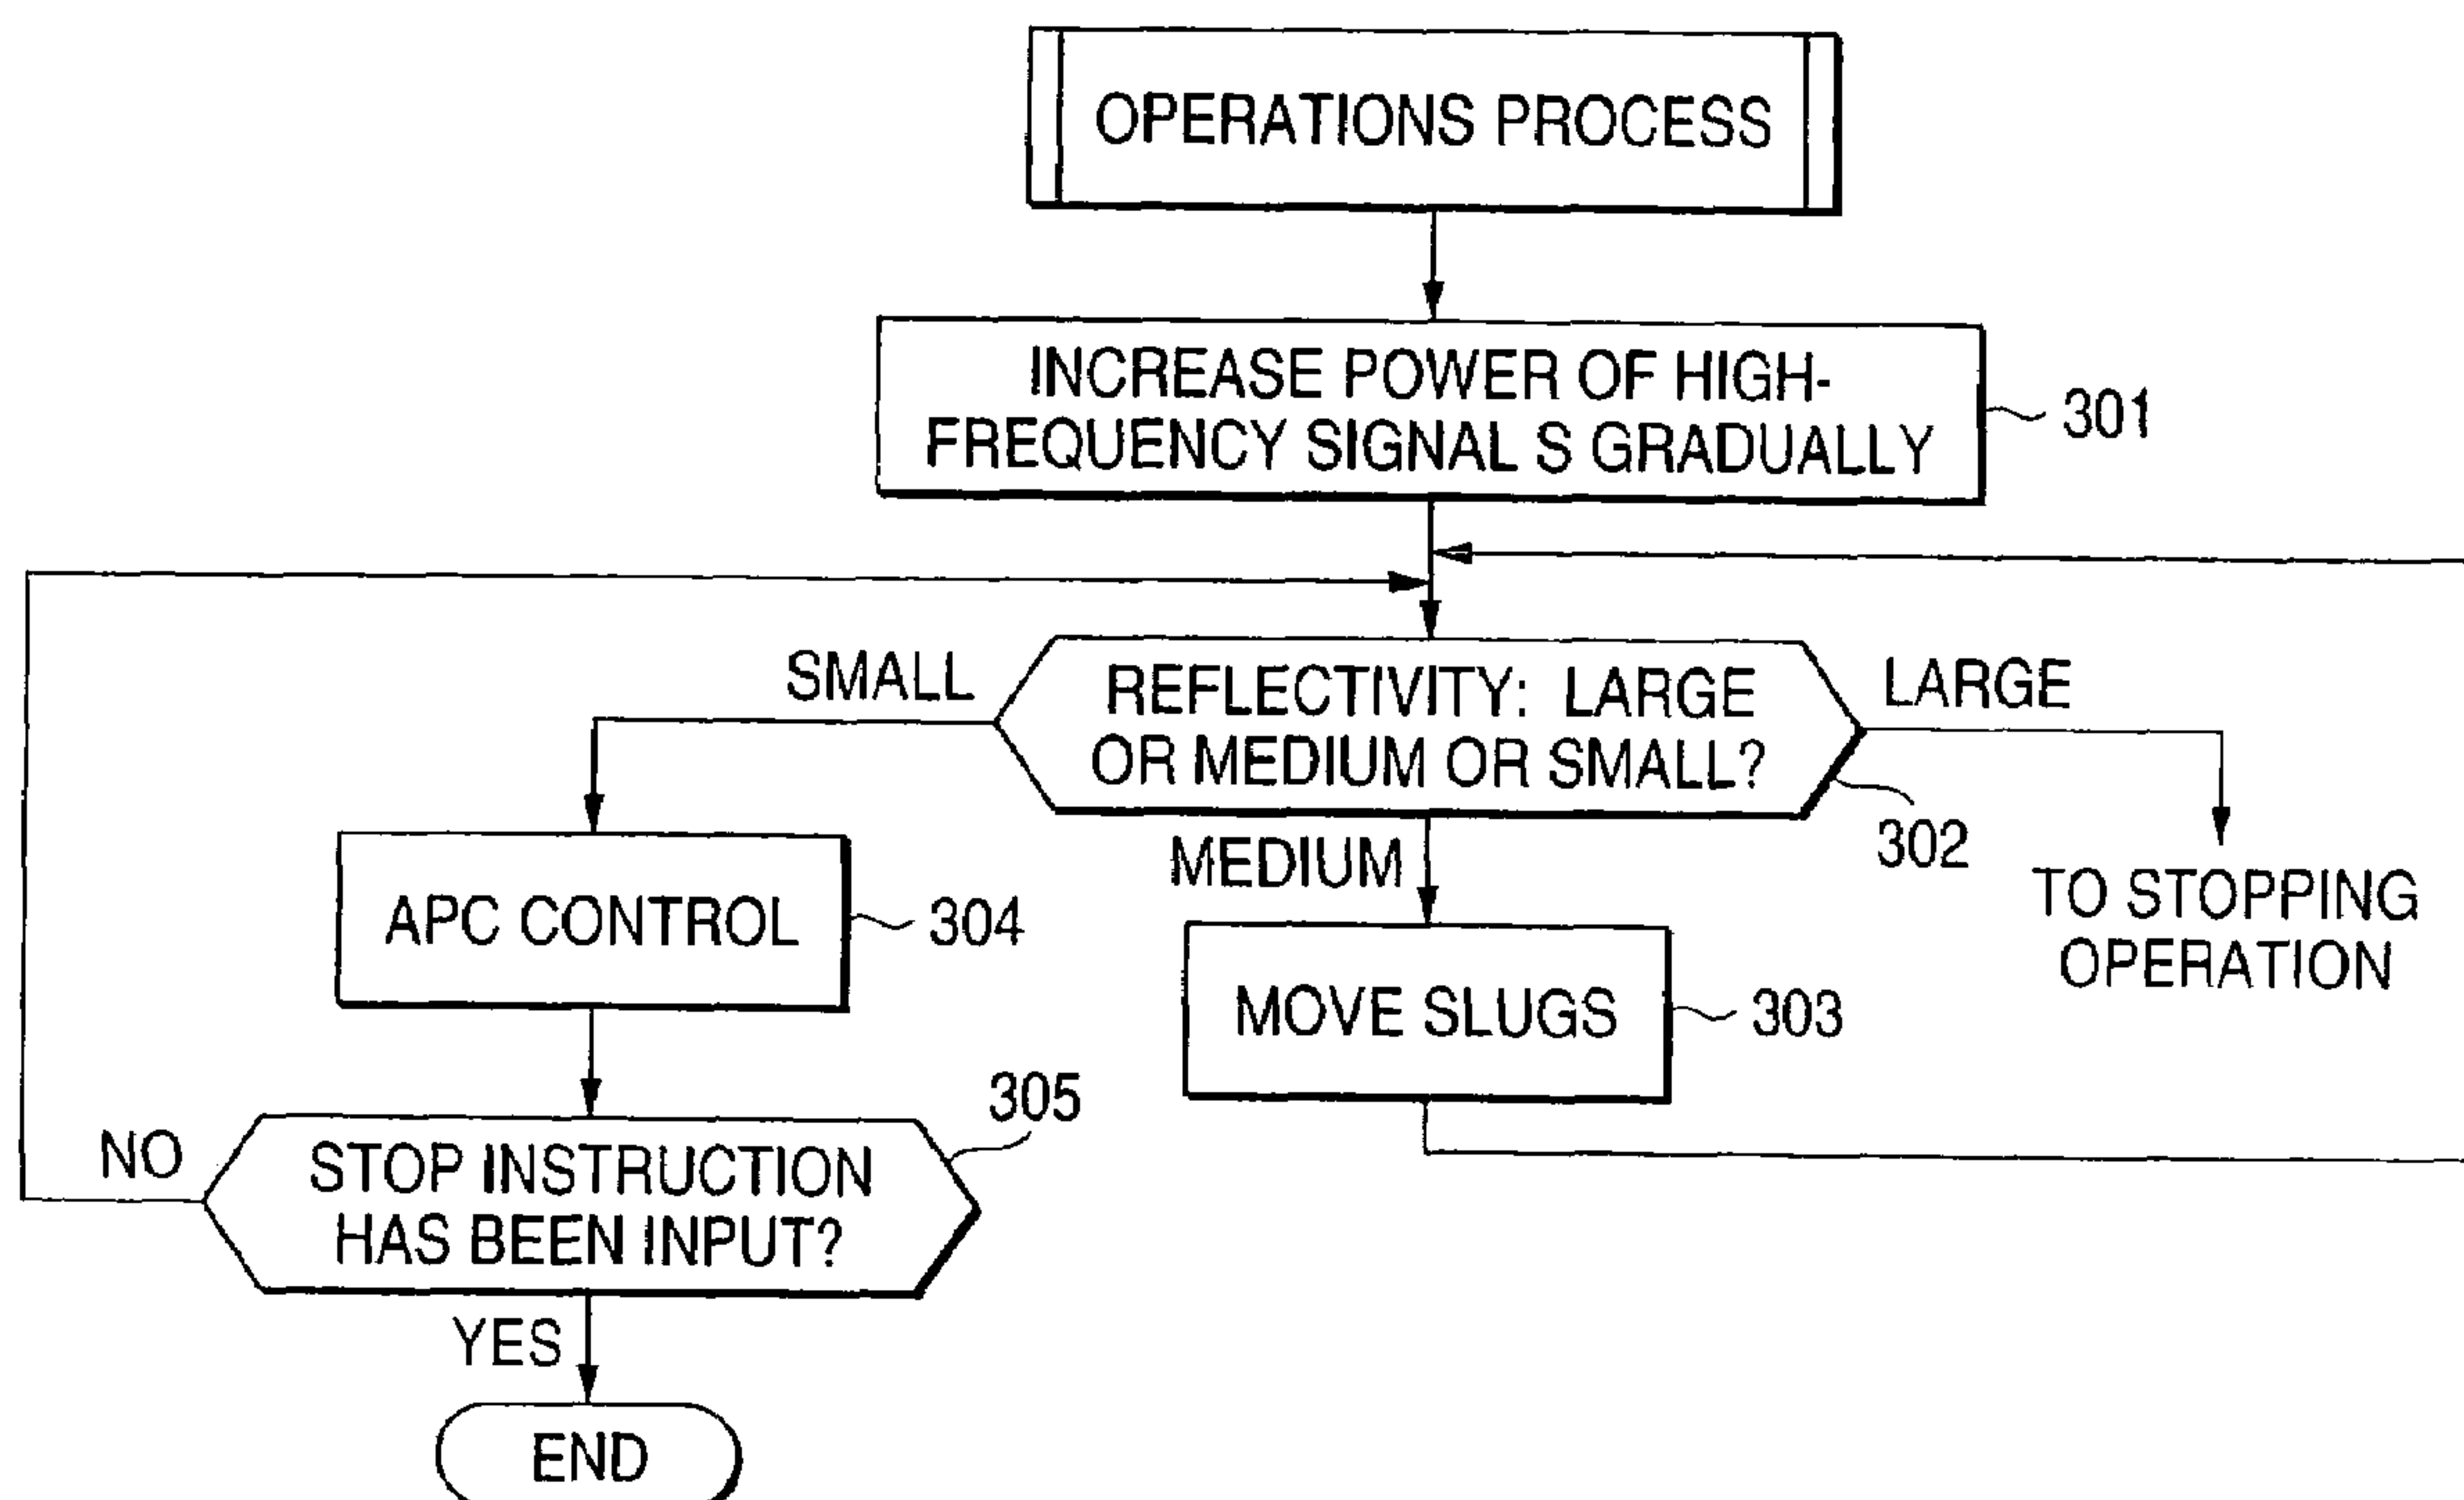 OPERATIONS PROCESS
INCREASE POWER OF HIGH-
FREQUENCY SIGNAL S GRADUALLY
301
SMALL
REFLECTIVITY: LARGE
OR MEDIUM OR SMALL?
LARGE
302
MEDIUM
TO STOPPING
OPERATION
APC CONTROL
304
MOVE SLUGS
303
305
NO
STOP INSTRUCTION
HAS BEEN INPUT?
YES
END